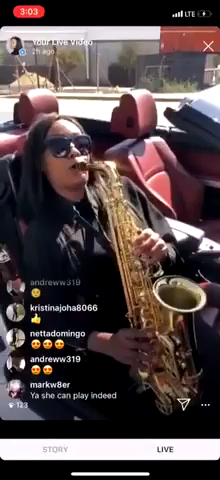 3:03
LTE
Your Live Video
2h ago
andreww319
kristinajoha8066
nettadomingo
andreww319
markw8er
Ya she can play indeed
123
STORY
LIVE